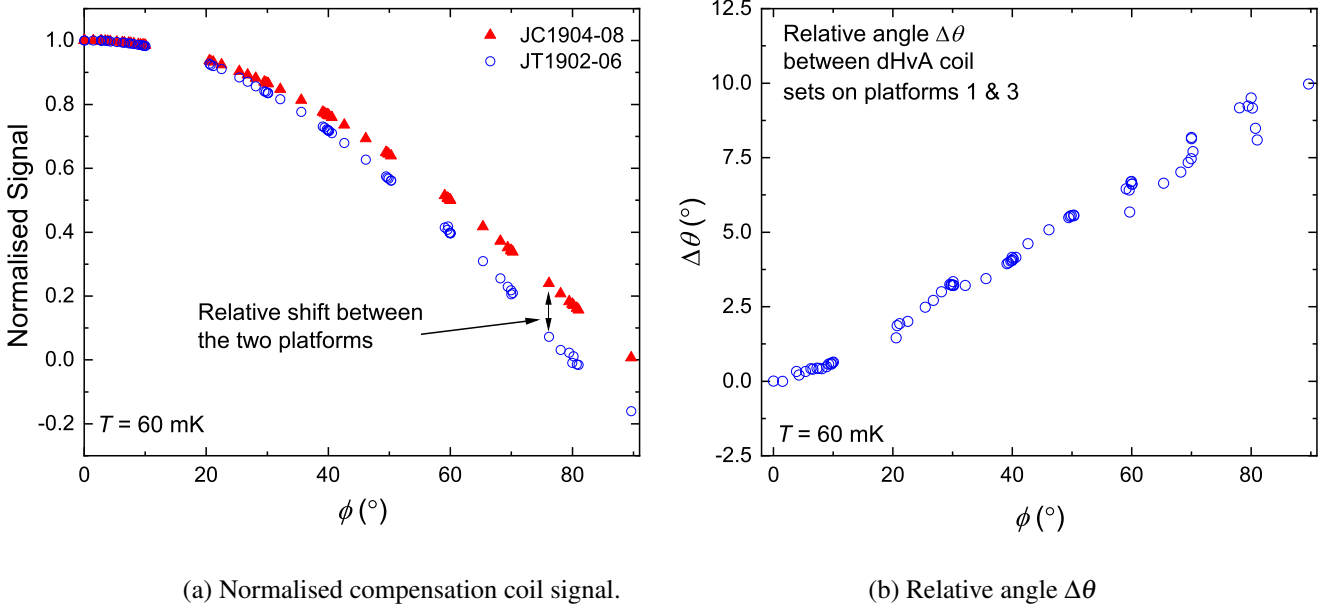 JC1904-08
JT1902-06
Relative shift between
the two platforms
T = 60 mK
Normalised Signal
1.0
0.8
0.6
0.4
0.2
0.0
-0.2
0 20 40 60 80
ϕ (°)
(a) Normalised compensation coil signal.
Relative angle Δθ
between dHvA coil
sets on platforms 1 & 3
T = 60 mK
Δθ (°)
12.5
10.0
7.5
5.0
2.5
0.0
-2.5
0 20 40 60 80
ϕ (°)
(b) Relative angle Δθ